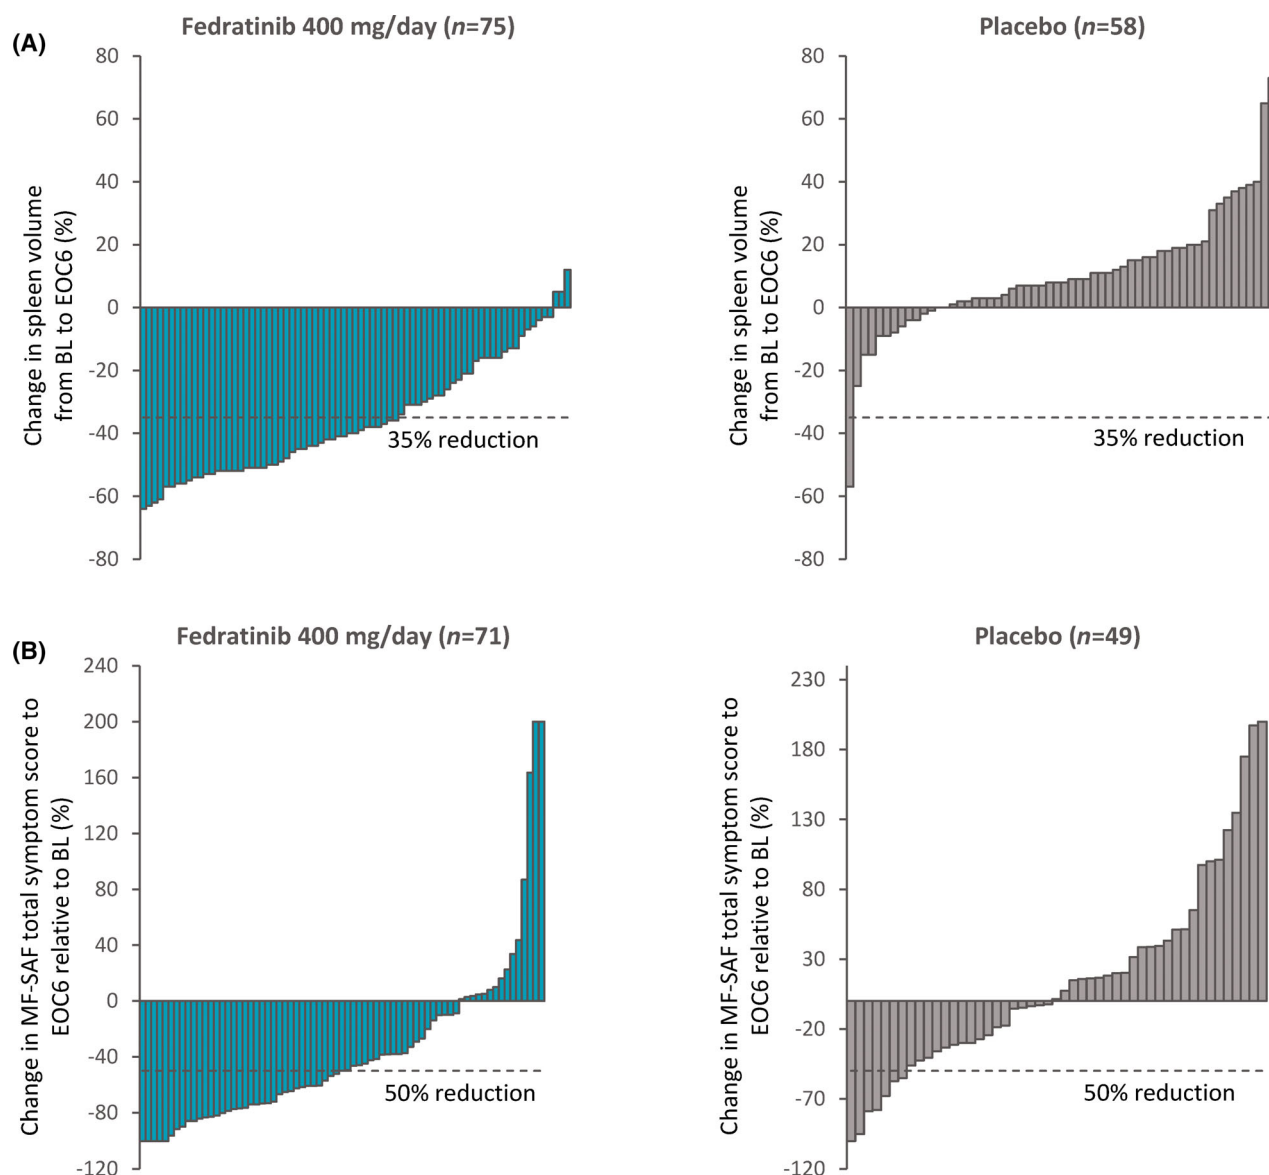 (A)
Fedratinib 400 mg/day (n=75)
Change in spleen volume
from BL to EOC6 (%)
80
60
40
20
0
-20
-40
-60
-80
35% reduction
Placebo (n=58)
Change in spleen volume
from BL to EOC6 (%)
80
60
40
20
0
-20
-40
-60
-80
35% reduction
(B)
Fedratinib 400 mg/day (n=71)
Change in MF-SAF total symptom score to
EOC6 relative to BL (%)
240
200
160
120
80
40
0
-40
-80
-120
50% reduction
Placebo (n=49)
Change in MF-SAF total symptom score to
EOC6 relative to BL (%)
230
180
130
80
30
-20
-70
-120
50% reduction